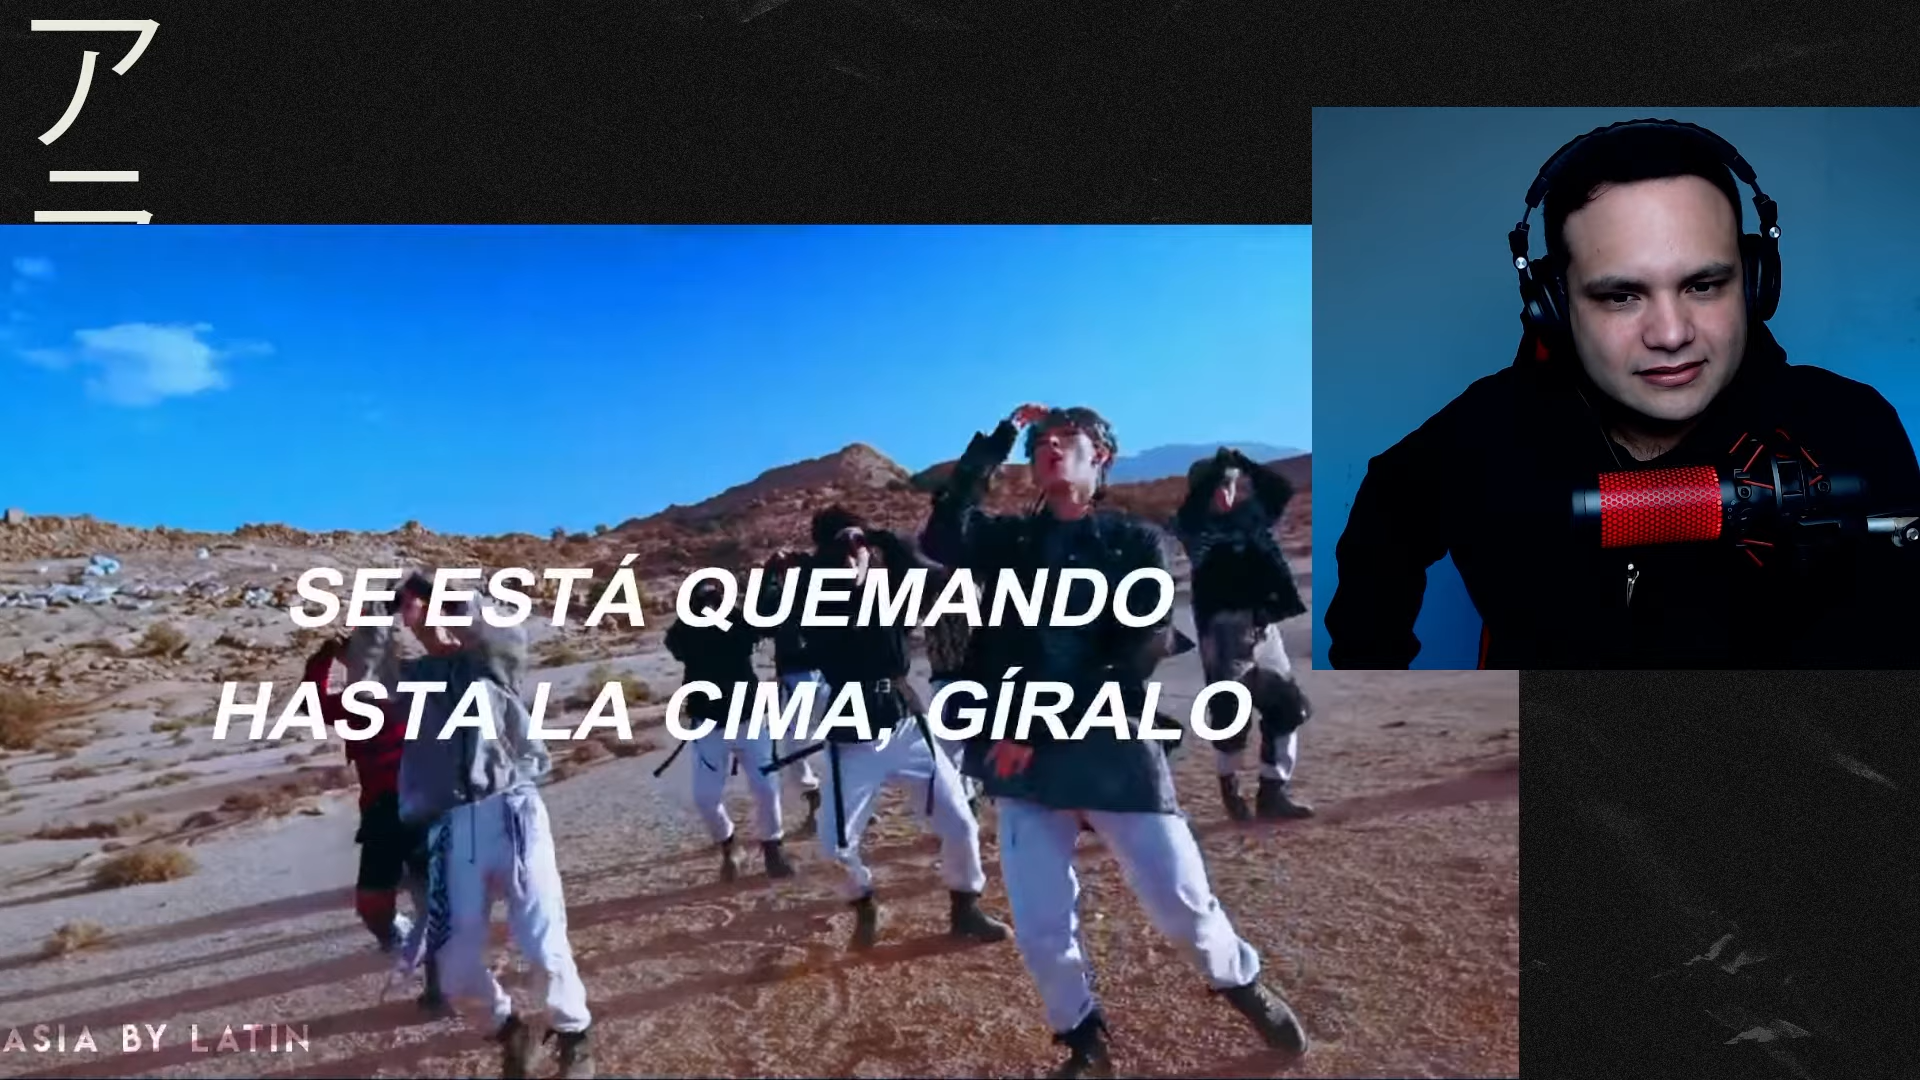 ア
SE ESTÁ QUEMANDO
HASTA LA CIMA, GÍRALO
ASIA BY LATIN